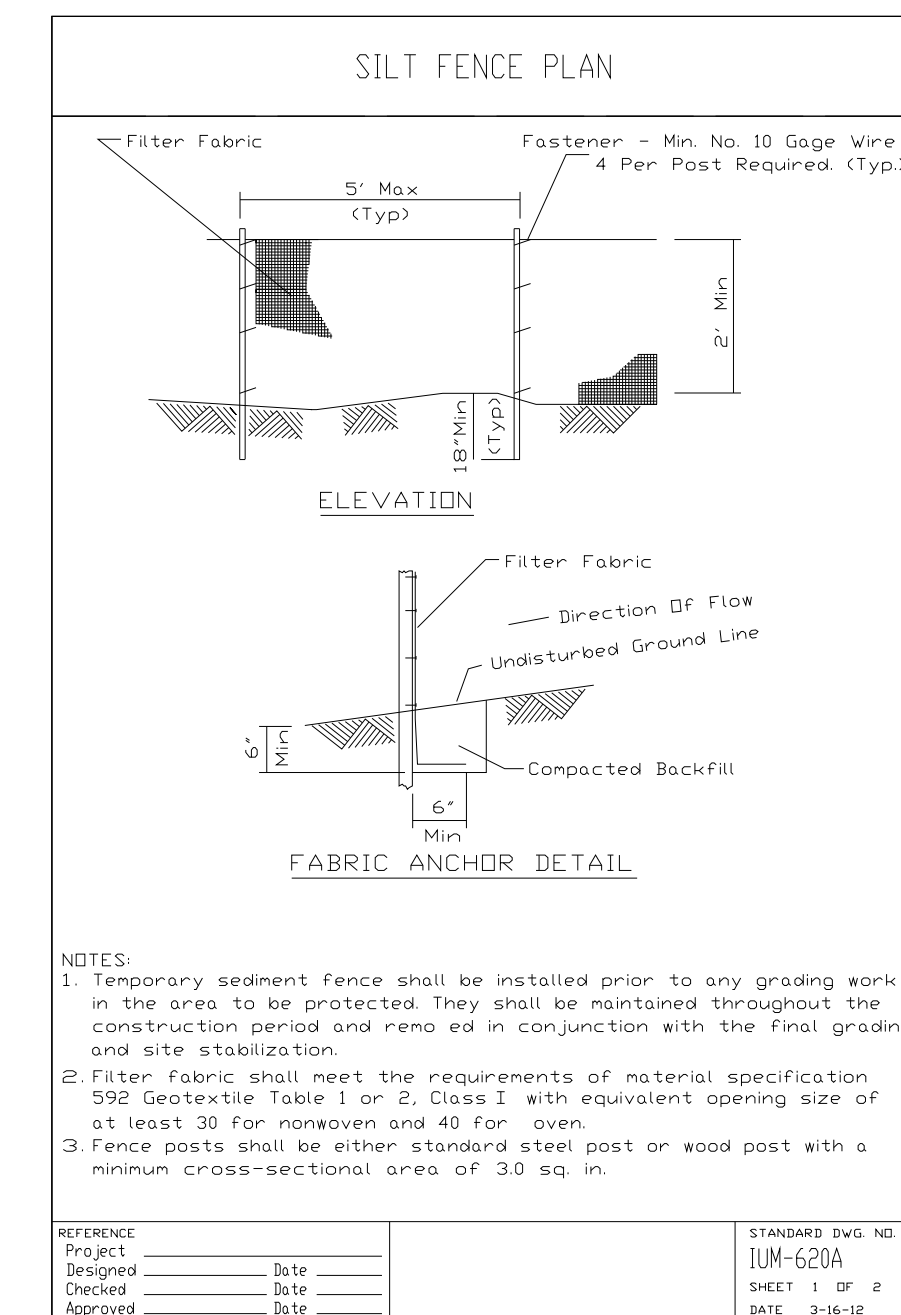 SILT FENCE PLAN
Filter Fabric
Fastener - Min. No. 10 Gage Wire
4 Per Post Required. (Typ.)
5' Max
(Typ)
2' Min
18"Min
(Typ)
ELEVATION
Filter Fabric
Direction Of Flow
Undisturbed Ground Line
6"
Min
Compacted Backfill
6"
Min
FABRIC ANCHOR DETAIL
NOTES:
1. Temporary sediment fence shall be installed prior to any grading work
in the area to be protected. They shall be maintained throughout the
construction period and remo ed in conjunction with the final gradin
and site stabilization.
2. Filter fabric shall meet the requirements of material specification
592 Geotextile Table 1 or 2, Class I with equivalent opening size of
at least 30 for nonwoven and 40 for oven.
3. Fence posts shall be either standard steel post or wood post with a
minimum cross-sectional area of 3.0 sq. in.
REFERENCE
Project
Designed Date
Checked Date
Approved Date
STANDARD DWG. NO.
IUM-620A
SHEET 1 OF 2
DATE 3-16-12